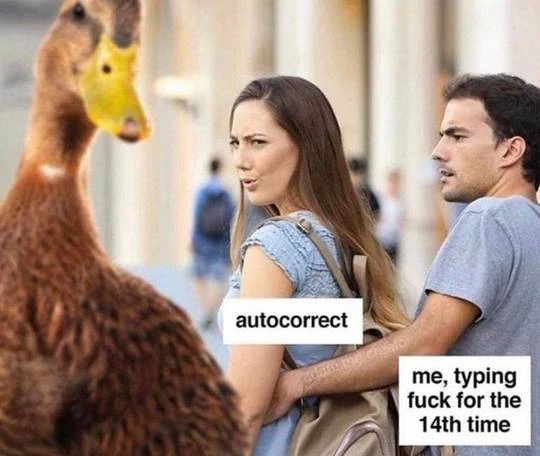 autocorrect
me, typing
fuck for the
14th time